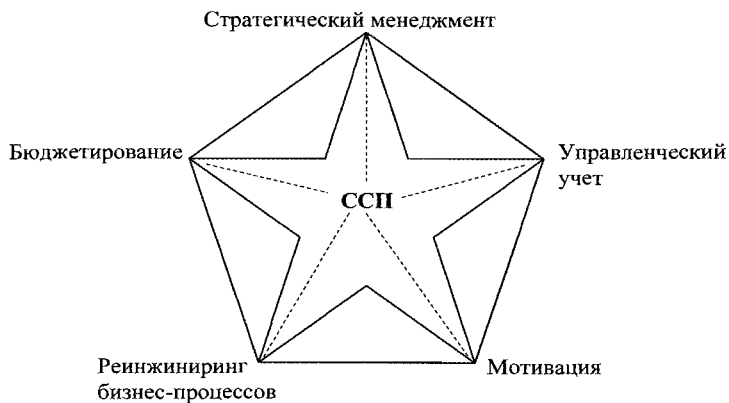 Стратегический менеджмент
Бюджетирование
Управленческий
учет
ССП
Реинжиниринг
бизнес-процессов
Мотивация